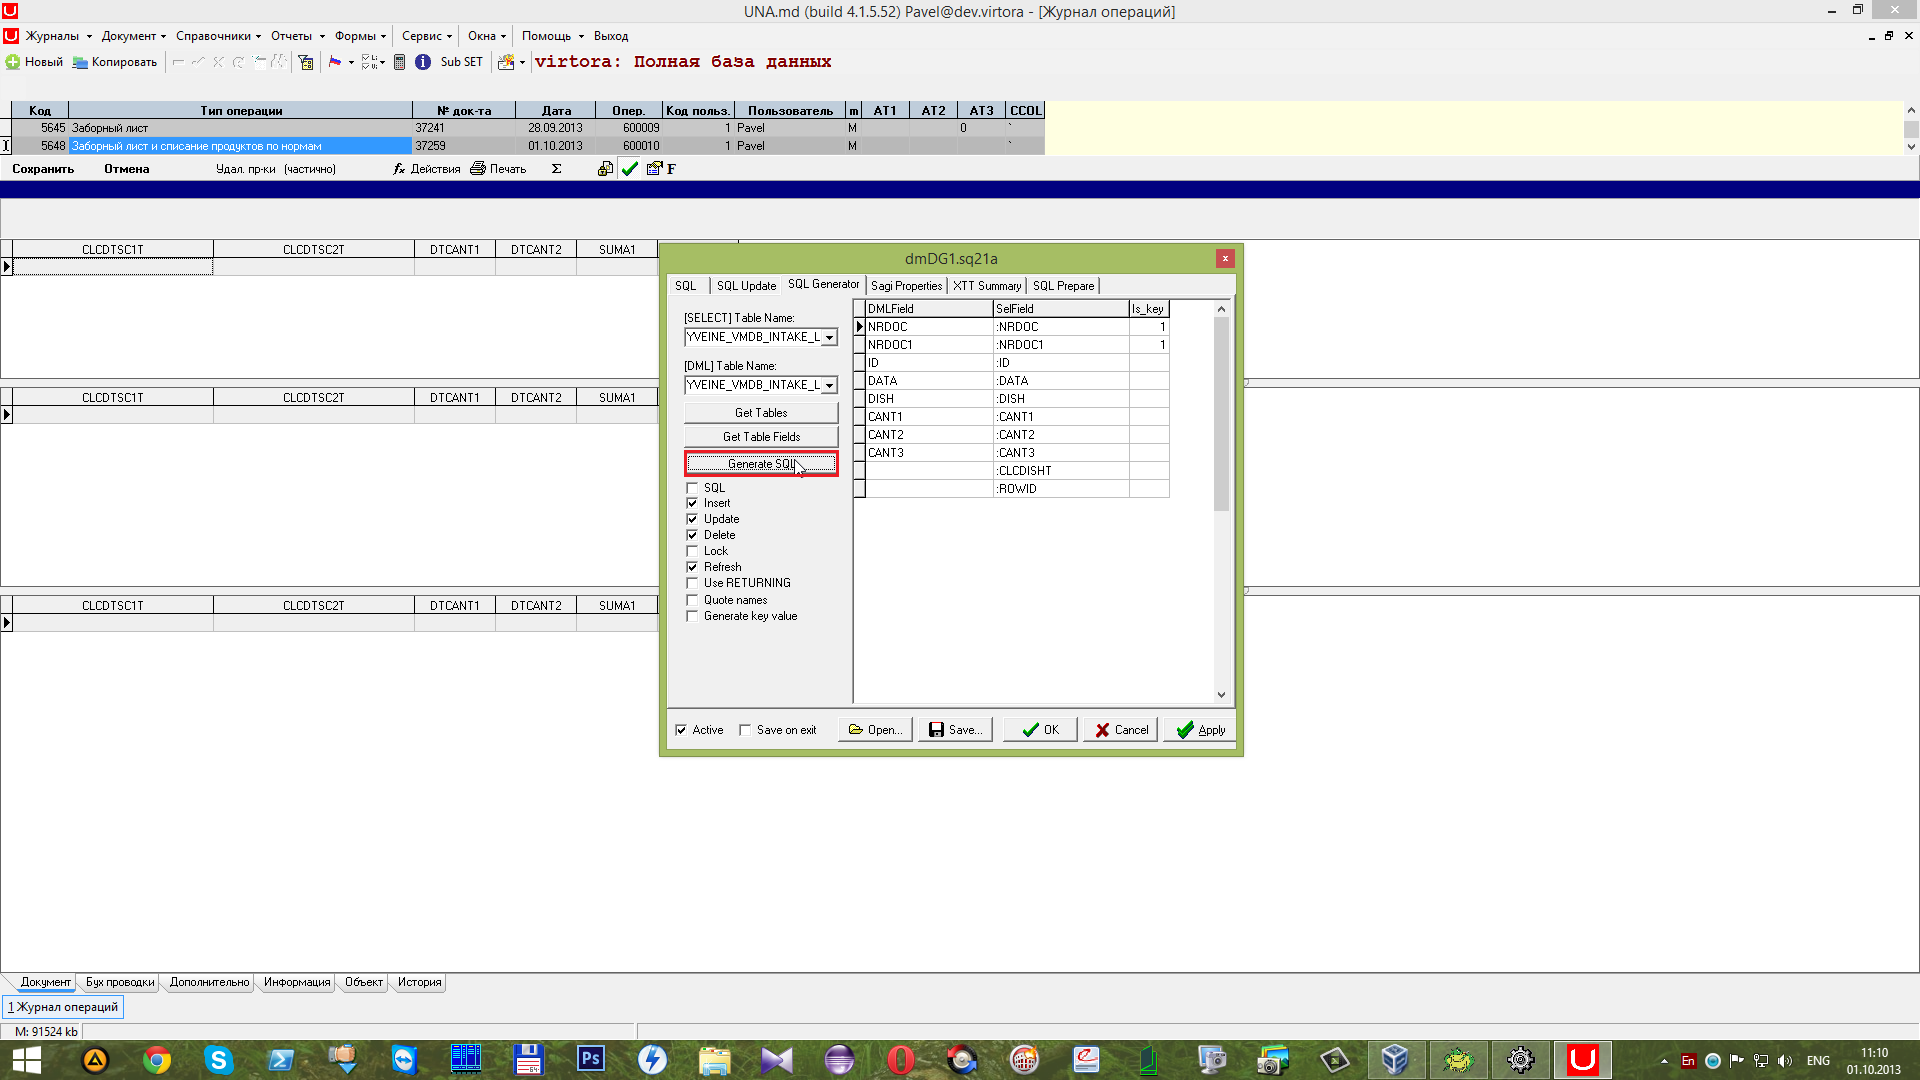 UNA.md (build 4.1.5.52) Pavel@dev.virtora - [Журнал операций]
Журналы Документ Справочники Отчеты Формы Сервис Окна Помощь Выход
Новый Копировать Sub SET virtora: Полная база данных
Код Тип операции № док-та Дата Опер. Код польз. Пользователь m AT1 AT2 AT3 CCOL
5645 Заборный лист 37241 28.09.2013 600009 1 Pavel M 0 `
5648 Заборный лист и списание продуктов по нормам 37259 01.10.2013 600010 1 Pavel M `
Сохранить Отмена Удал. пр-ки (частично) fx Действия Печать Σ F
CLCDTSC1T CLCDTSC2T DTCANT1 DTCANT2 SUMA1
CLCDTSC1T CLCDTSC2T DTCANT1 DTCANT2 SUMA1
CLCDTSC1T CLCDTSC2T DTCANT1 DTCANT2 SUMA1
dmDG1.sq21a
SQL SQL Update SQL Generator Sagi Properties XTT Summary SQL Prepare
[SELECT] Table Name:
YVEINE_VMDB_INTAKE_L
[DML] Table Name:
YVEINE_VMDB_INTAKE_L
Get Tables
Get Table Fields
Generate SQL
SQL
Insert
Update
Delete
Lock
Refresh
Use RETURNING
Quote names
Generate key value
DMLField SelField Is_key
NRDOC :NRDOC 1
NRDOC1 :NRDOC1 1
ID :ID
DATA :DATA
DISH :DISH
CANT1 :CANT1
CANT2 :CANT2
CANT3 :CANT3
:CLCDISHT
:ROWID
Active Save on exit Open... Save... OK Cancel Apply
Документ Бух проводки Дополнительно Информация Объект История
1 Журнал операций
M: 91524 kb
Ps
En ENG 11:10
01.10.2013